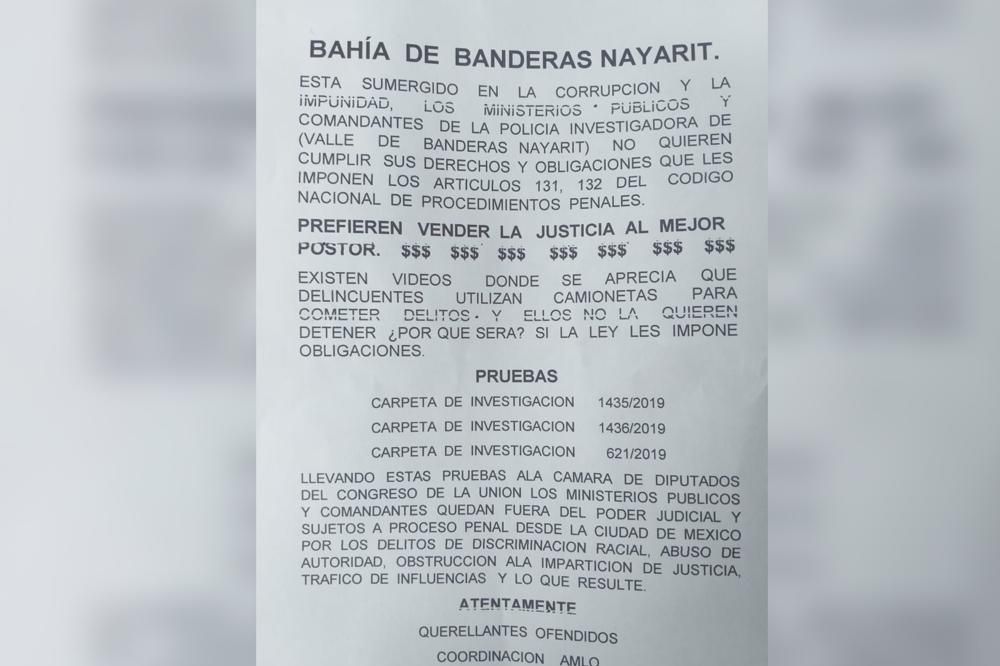 BAHÍA DE BANDERAS NAYARIT.
ESTA SUMERGIDO EN LA CORRUPCION Y LA
IMPUNIDAD, LOS MINISTERIOS PUBLICOS Y
COMANDANTES DE LA POLICIA INVESTIGADORA DE
(VALLE DE BANDERAS NAYARIT) NO QUIEREN
CUMPLIR SUS DERECHOS Y OBLIGACIONES QUE LES
IMPONEN LOS ARTICULOS 131, 132 DEL CODIGO
NACIONAL DE PROCEDIMIENTOS PENALES.
PREFIEREN VENDER LA JUSTICIA AL MEJOR
POSTOR. $$$ $$$ $$$ $$$ $$$ $$$ $$$
EXISTEN VIDEOS DONDE SE APRECIA QUE
DELINCUENTES UTILIZAN CAMIONETAS PARA
COMETER DELITOS Y ELLOS NO LA QUIEREN
DETENER ¿POR QUE SERA? SI LA LEY LES IMPONE
OBLIGACIONES.
PRUEBAS
CARPETA DE INVESTIGACION 1435/2019
CARPETA DE INVESTIGACION 1436/2019
CARPETA DE INVESTIGACION 621/2019
LLEVANDO ESTAS PRUEBAS ALA CAMARA DE DIPUTADOS
DEL CONGRESO DE LA UNION LOS MINISTERIOS PUBLICOS
Y COMANDANTES QUEDAN FUERA DEL PODER JUDICIAL Y
SUJETOS A PROCESO PENAL DESDE LA CIUDAD DE MEXICO
POR LOS DELITOS DE DISCRIMINACION RACIAL, ABUSO DE
AUTORIDAD, OBSTRUCCION ALA IMPARTICION DE JUSTICIA,
TRAFICO DE INFLUENCIAS Y LO QUE RESULTE.
ATENTAMENTE
QUERELLANTES OFENDIDOS
COORDINACION AMLO